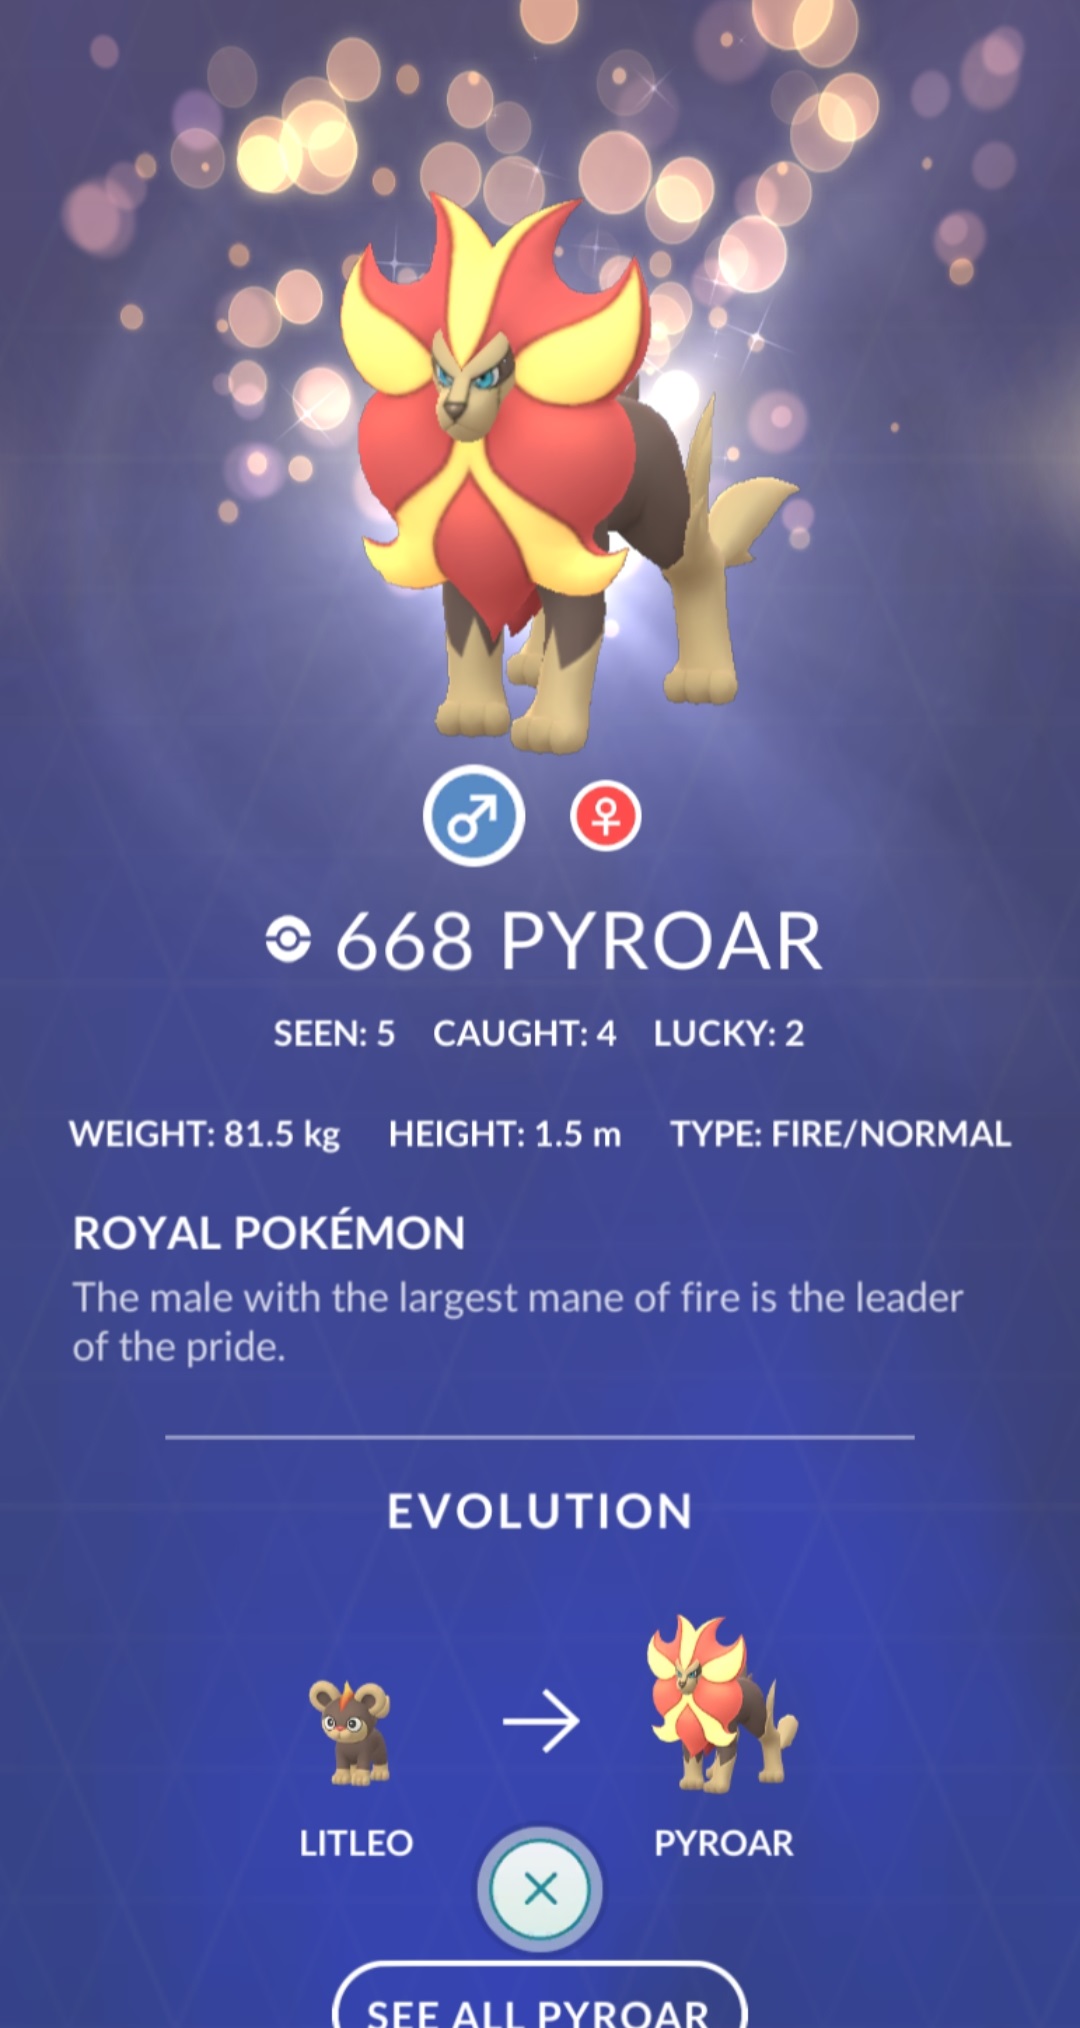 668 PYROAR
SEEN: 5 CAUGHT: 4 LUCKY: 2
WEIGHT: 81.5 kg HEIGHT: 1.5 m TYPE: FIRE/NORMAL
ROYAL POKÉMON
The male with the largest mane of fire is the leader
of the pride.
EVOLUTION
LITLEO PYROAR
SEE ALL PYROAR